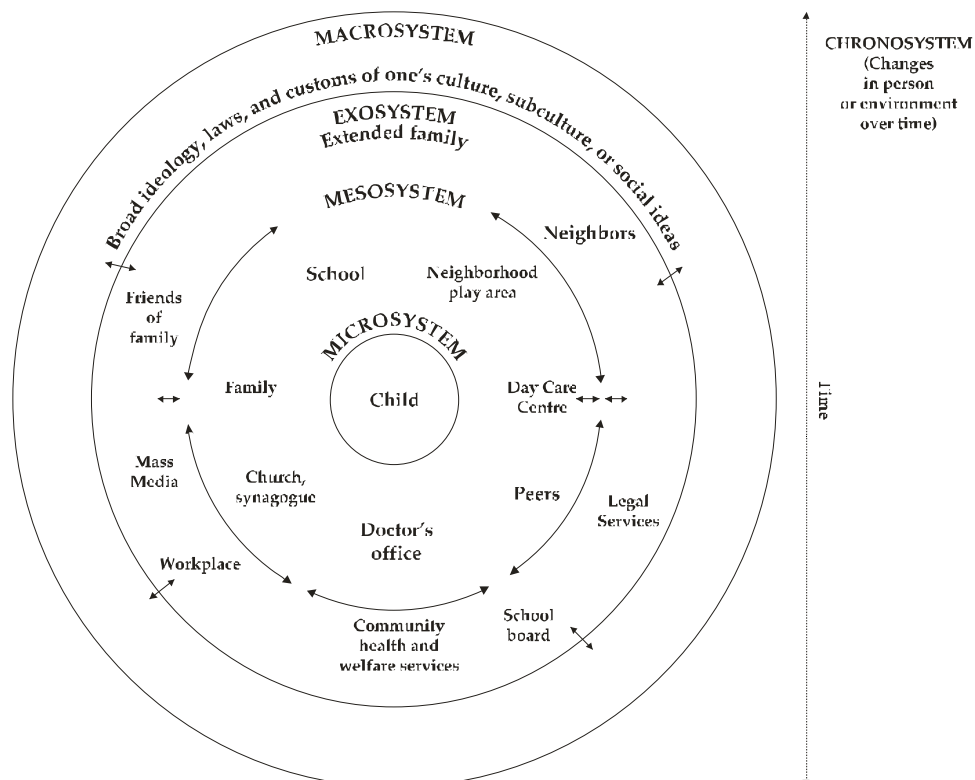 MACROSYSTEM
Broad ideology, laws, and customs of one's culture, subculture, or social ideas
EXOSYSTEM
Extended family
MESOSYSTEM
Neighbors
School
Neighborhood
play area
Friends
of
family
MICROSYSTEM
Family
Child
Day Care
Centre
Mass
Media
Church,
synagogue
Peers
Legal
Services
Doctor's
office
Workplace
School
board
Community
health and
welfare services
CHRONOSYSTEM
(Changes
in person
or environment
over time)
Time